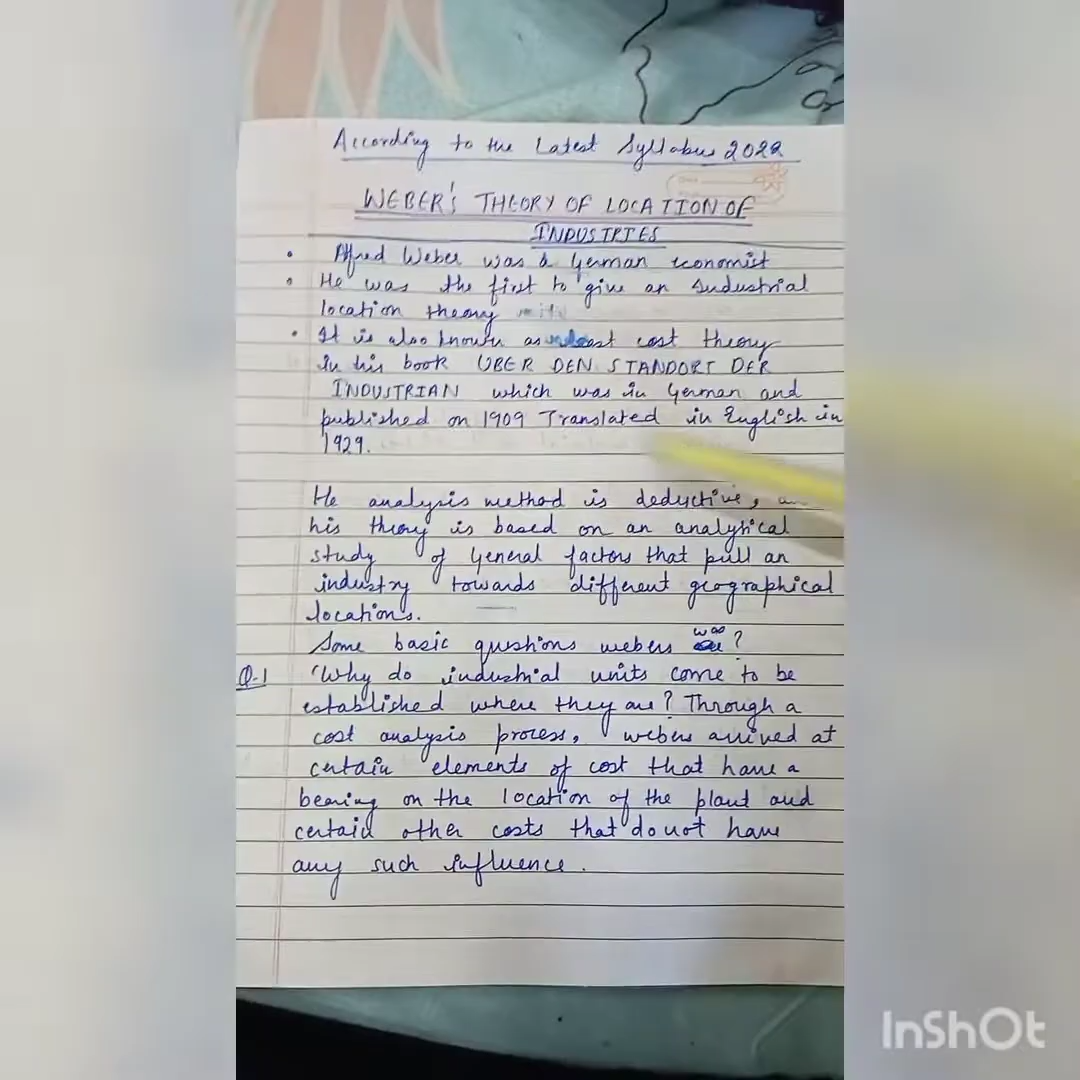 According to the Latest Syllabus 2022
WEBER'S THEORY OF LOCATION OF
INDUSTRIES
• Alfred Weber was a German economist
• He was the first to give an Industrial
location theory
• It is also known as least cost theory
in his book UBER DEN STANDORT DER
INDUSTRIAN which was in German and
published on 1909 Translated in English in
1929.
He analysis method is deductive,
his theory is based on an analytical
study of General factors that pull an
industry towards different geographical
locations.
Some basic questions webers was?
Q.1 'Why do industrial units come to be
established where they are? Through a
cost analysis process, webers arrived at
certain elements of cost that have a
bearing on the location of the plant and
certain other costs that do not have
any such influence.
InShOt